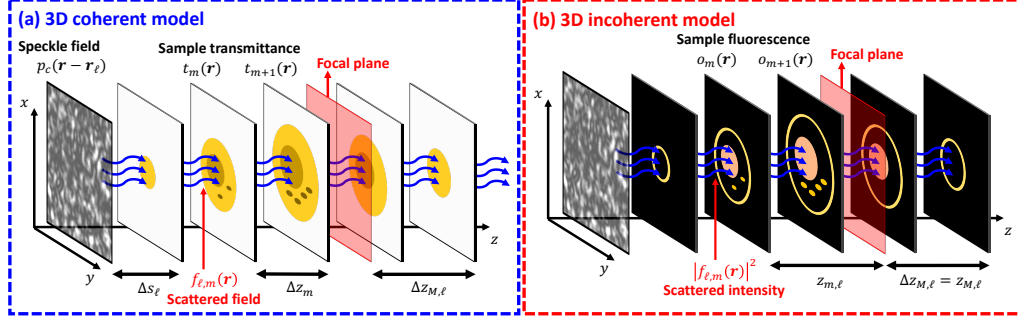 (a) 3D coherent model
Speckle field
p_c(r − r_ℓ)
Sample transmittance
t_m(r)
t_{m+1}(r)
Focal plane
x
y
z
f_{ℓ,m}(r)
Scattered field
Δs_ℓ
Δz_m
Δz_{M,ℓ}
(b) 3D incoherent model
Sample fluorescence
o_m(r)
o_{m+1}(r)
Focal plane
x
y
z
|f_{ℓ,m}(r)|²
Scattered intensity
z_{m,ℓ}
Δz_{M,ℓ} = z_{M,ℓ}